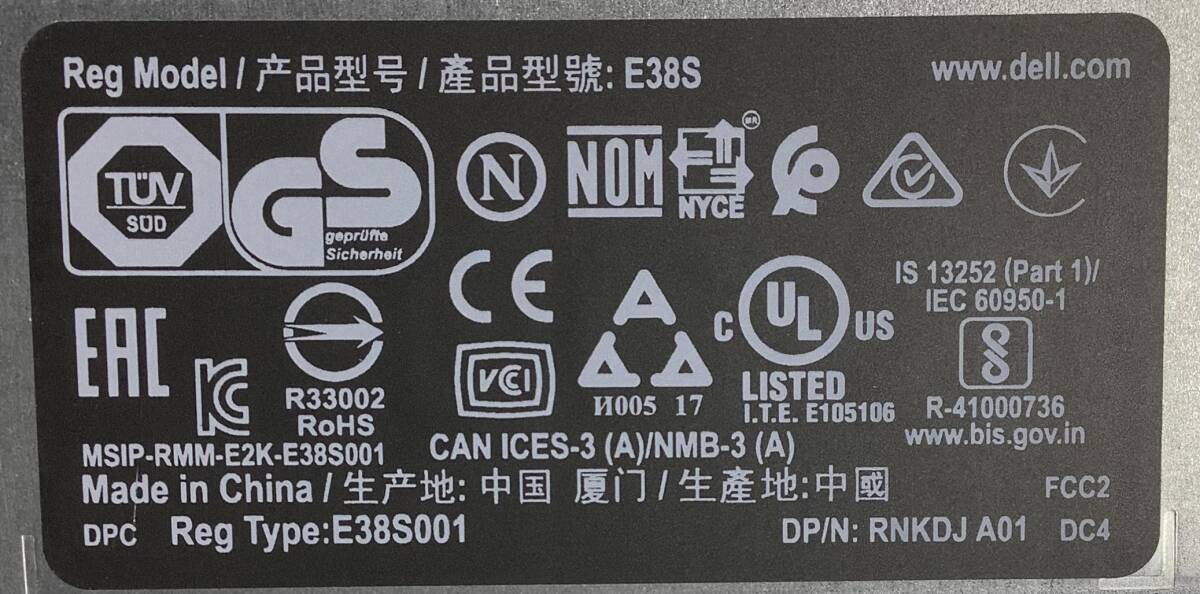 Reg Model / 产品型号 / 產品型號: E38S
www.dell.com
TÜV
SÜD
GS
geprüfte
Sicherheit
N
NOM
NYCE
MR
CE
EAC
KC
R33002
RoHS
VCI
И005 17
C UL US
LISTED
I.T.E. E105106
IS 13252 (Part 1)/
IEC 60950-1
R-41000736
www.bis.gov.in
MSIP-RMM-E2K-E38S001
CAN ICES-3 (A)/NMB-3 (A)
Made in China / 生产地: 中国 厦门 / 生產地:中國
FCC2
DPC Reg Type:E38S001
DP/N: RNKDJ A01 DC4